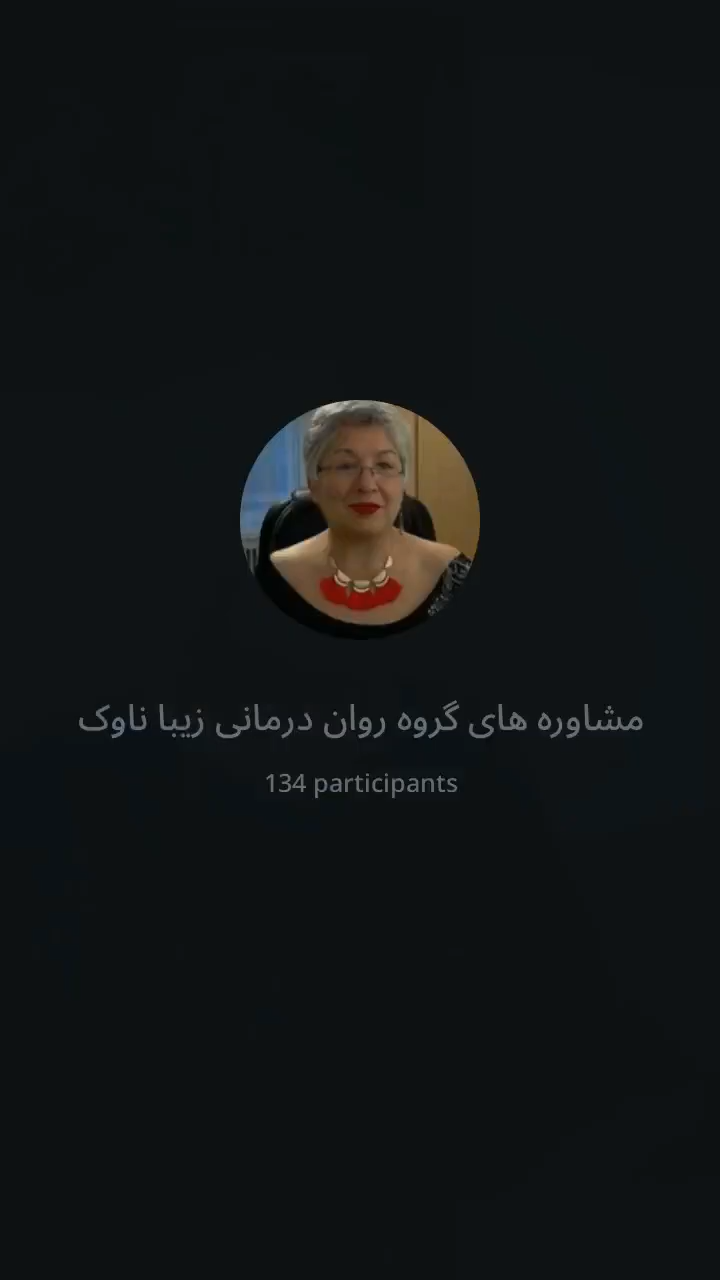 مشاوره های گروه روان درمانی زیبا ناوک
134 participants